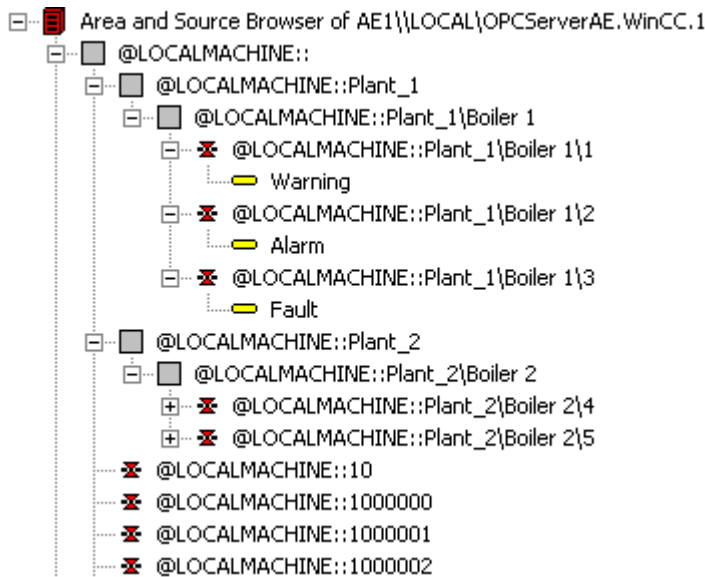 Area and Source Browser of AE1\\LOCAL\OPCServerAE.WinCC.1
@LOCALMACHINE::
@LOCALMACHINE::Plant_1
@LOCALMACHINE::Plant_1\Boiler 1
@LOCALMACHINE::Plant_1\Boiler 1\1
Warning
@LOCALMACHINE::Plant_1\Boiler 1\2
Alarm
@LOCALMACHINE::Plant_1\Boiler 1\3
Fault
@LOCALMACHINE::Plant_2
@LOCALMACHINE::Plant_2\Boiler 2
@LOCALMACHINE::Plant_2\Boiler 2\4
@LOCALMACHINE::Plant_2\Boiler 2\5
@LOCALMACHINE::10
@LOCALMACHINE::1000000
@LOCALMACHINE::1000001
@LOCALMACHINE::1000002